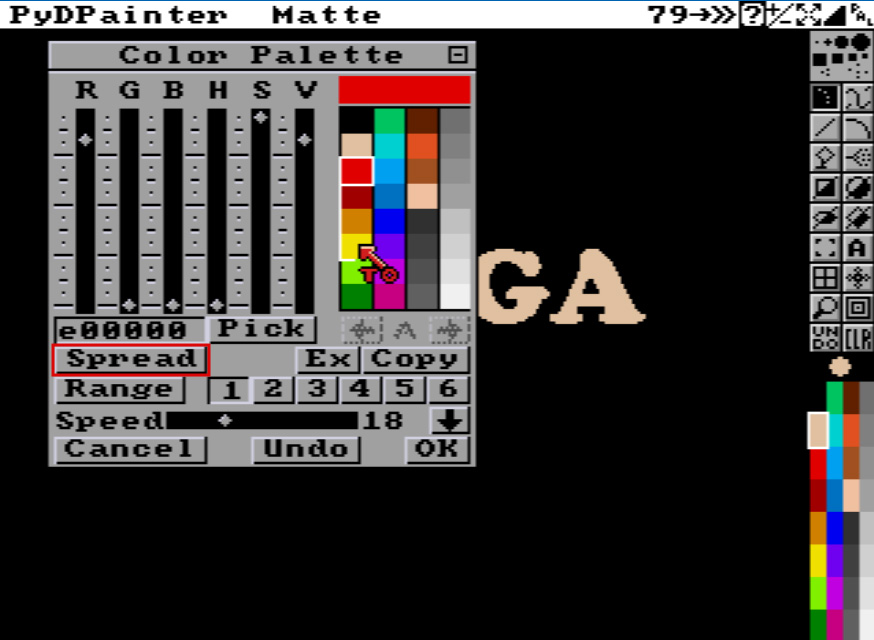 PyDPainter Matte 79
Color Palette
R G B H S V
GA
e00000 Pick
TO
Spread Ex Copy
Range 1 2 3 4 5 6
Speed 18
Cancel Undo OK
A
UN
DO CLR